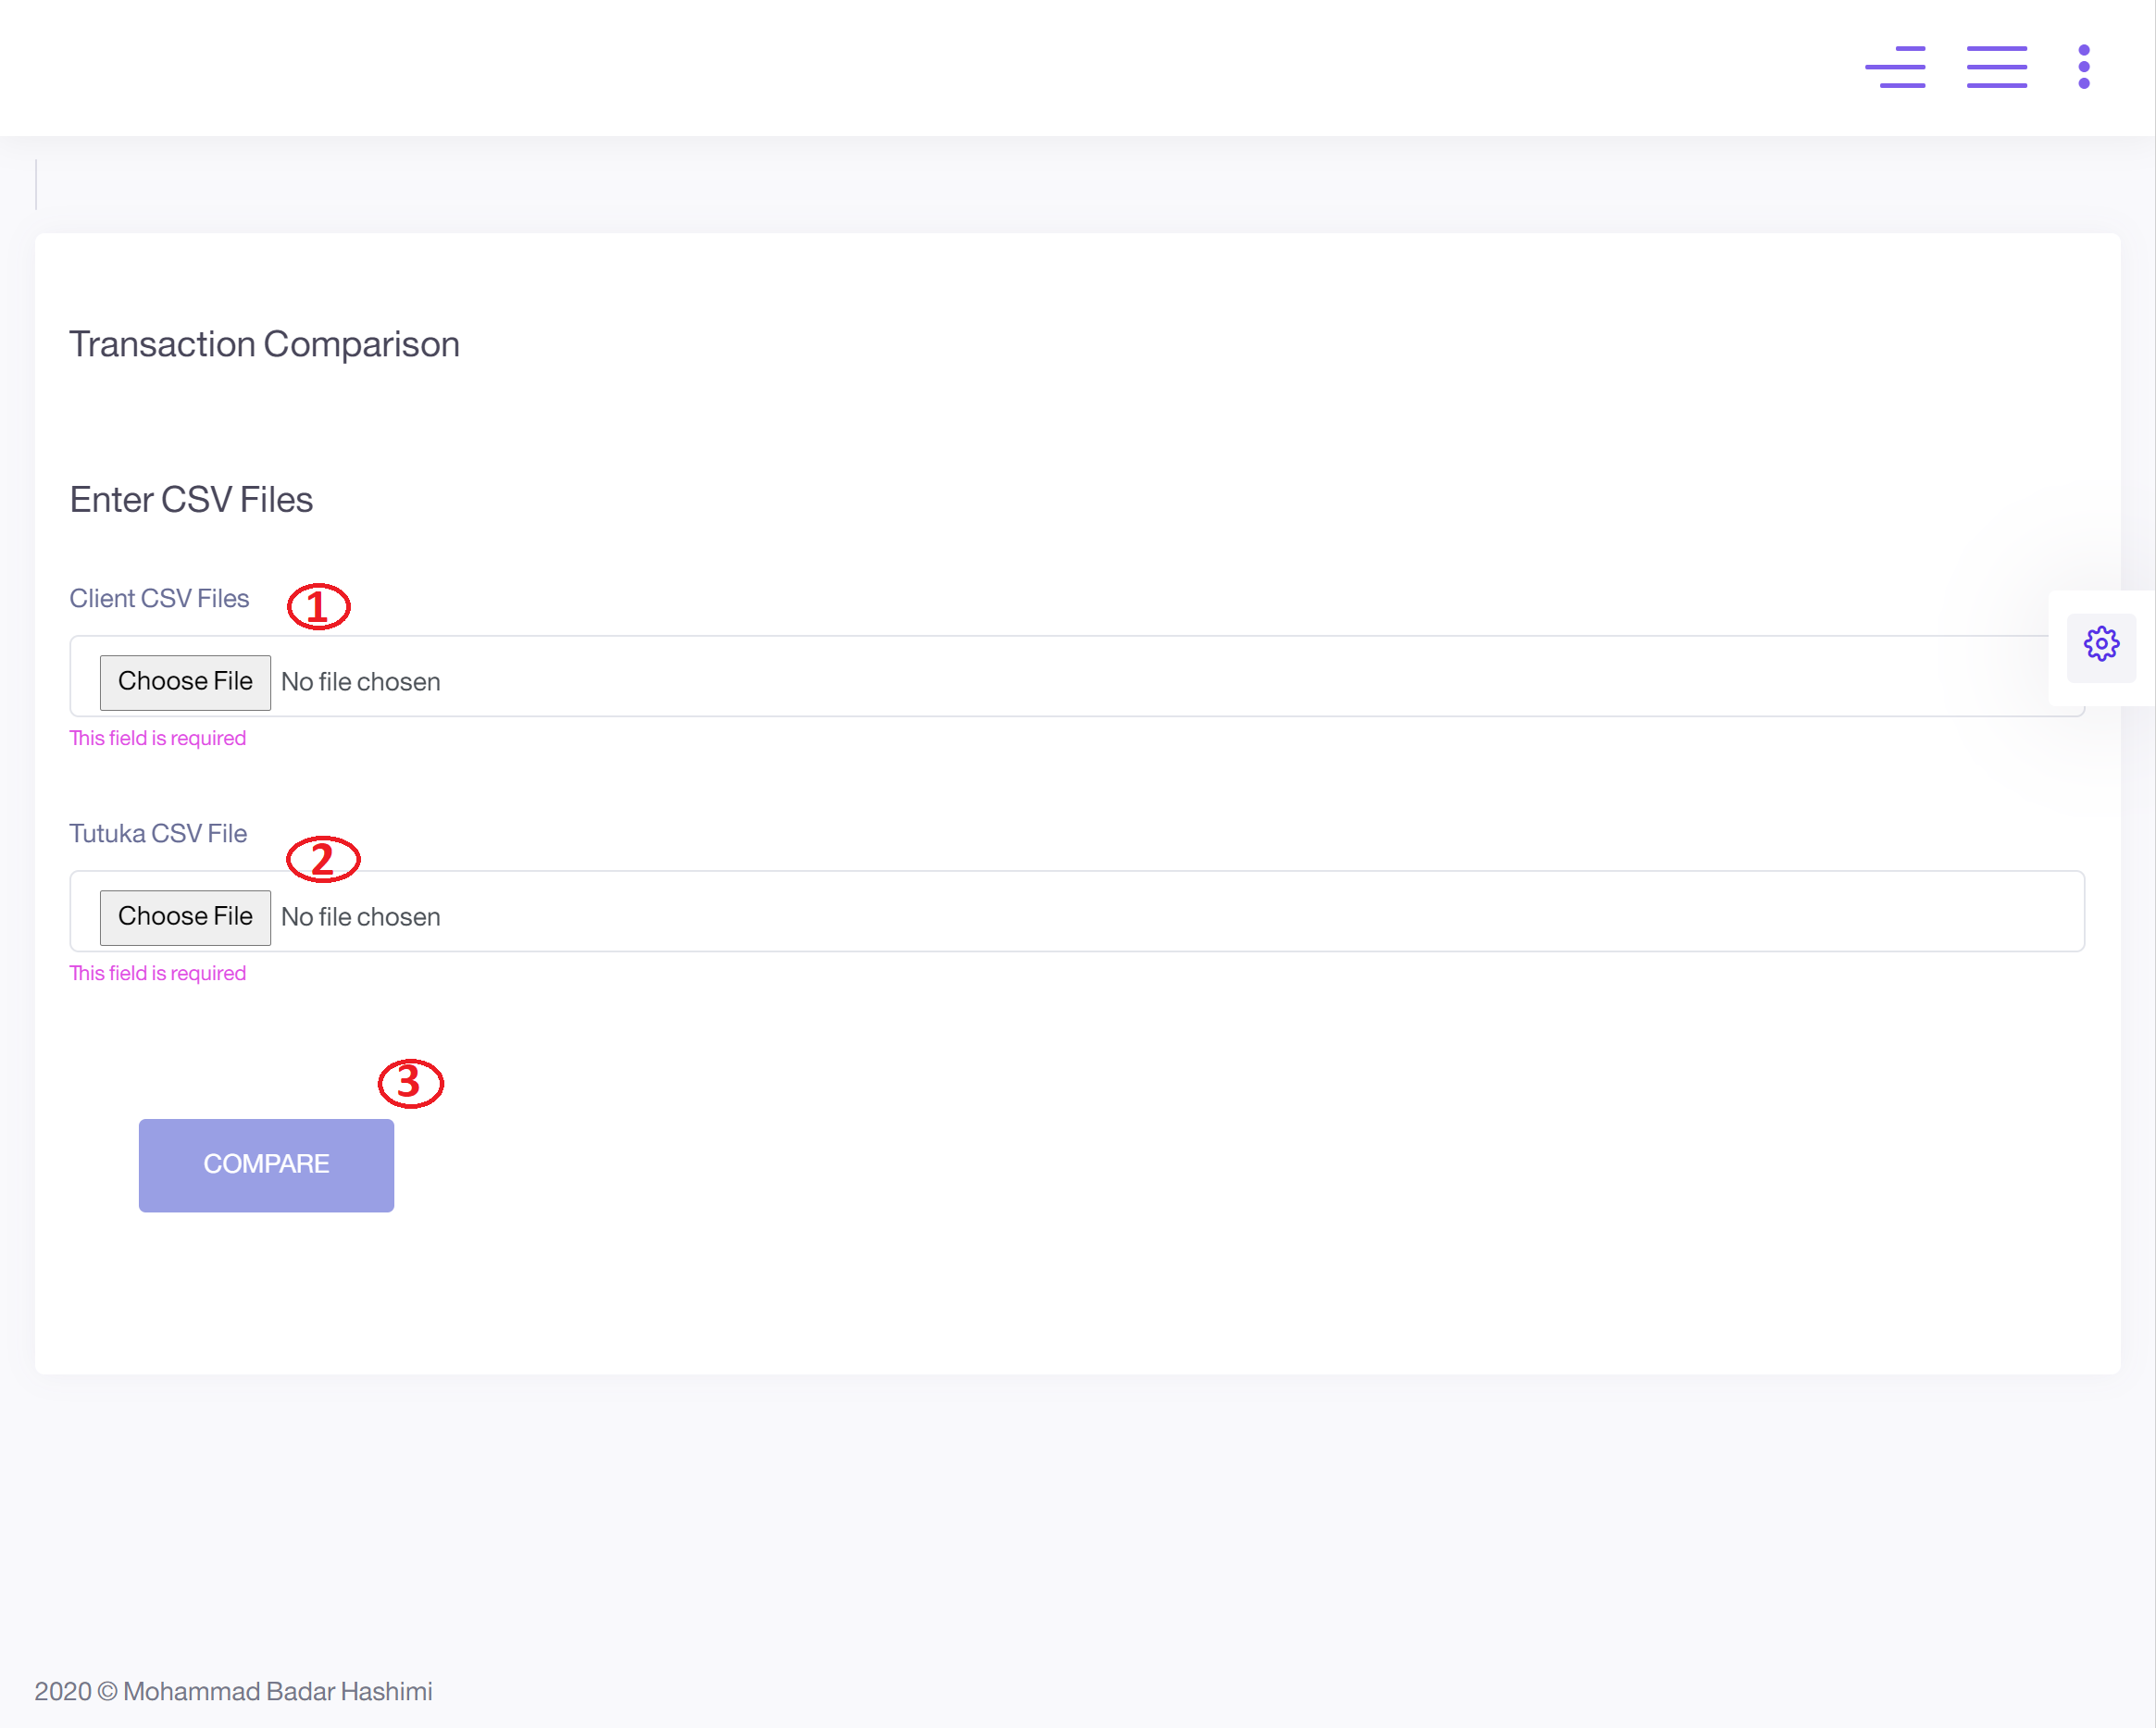 Transaction Comparison
Enter CSV Files
Client CSV Files
1
Choose File No file chosen
This field is required
Tutuka CSV File
2
Choose File No file chosen
This field is required
3
COMPARE
2020 © Mohammad Badar Hashimi